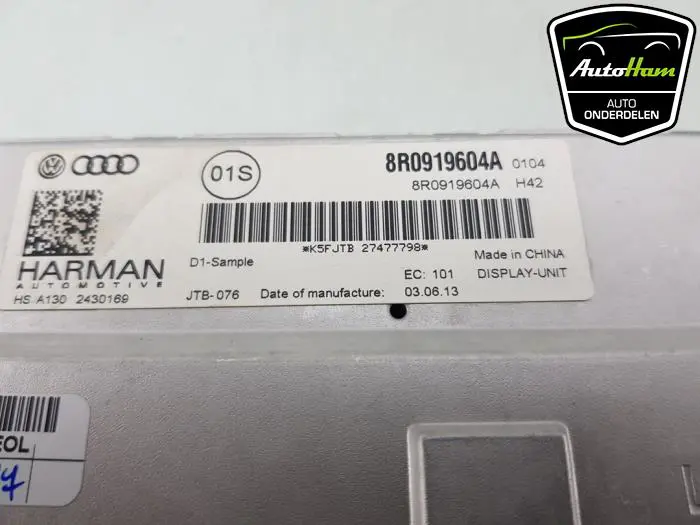 AutoHam
AUTO
ONDERDELEN
01S
8R0919604A 0104
8R0919604A H42
*K5FJTB 27477798*
HARMAN
AUTOMOTIVE
HS A130 2430169
D1-Sample
Made in CHINA
EC: 101 DISPLAY-UNIT
JTB-076 Date of manufacture: 03.06.13
EOL